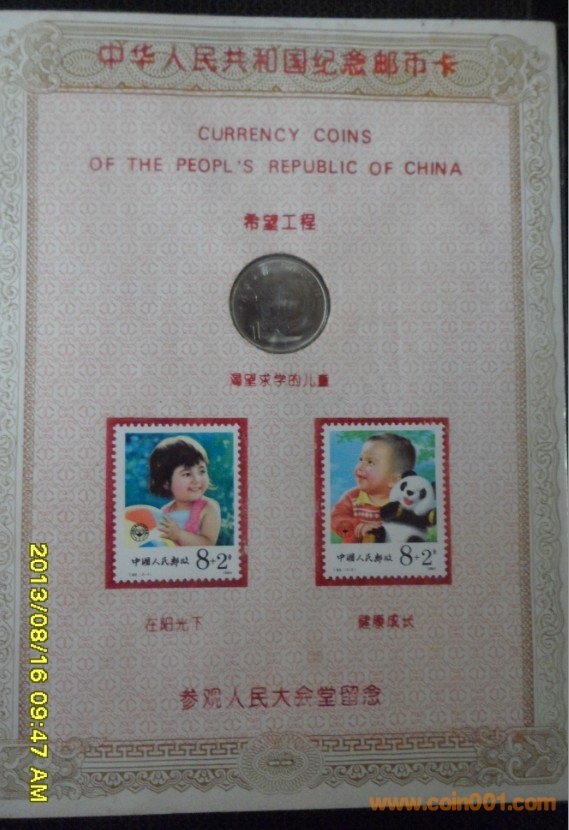 中华人民共和国纪念邮币卡
CURRENCY COINS
OF THE PEOPL'S REPUBLIC OF CHINA
希望工程
渴望求学的儿童
中国人民邮政 8+2分
中国人民邮政 8+2分
在阳光下
健康成长
参观人民大会堂留念
2013/08/16 09:47 AM
www.coin001.com